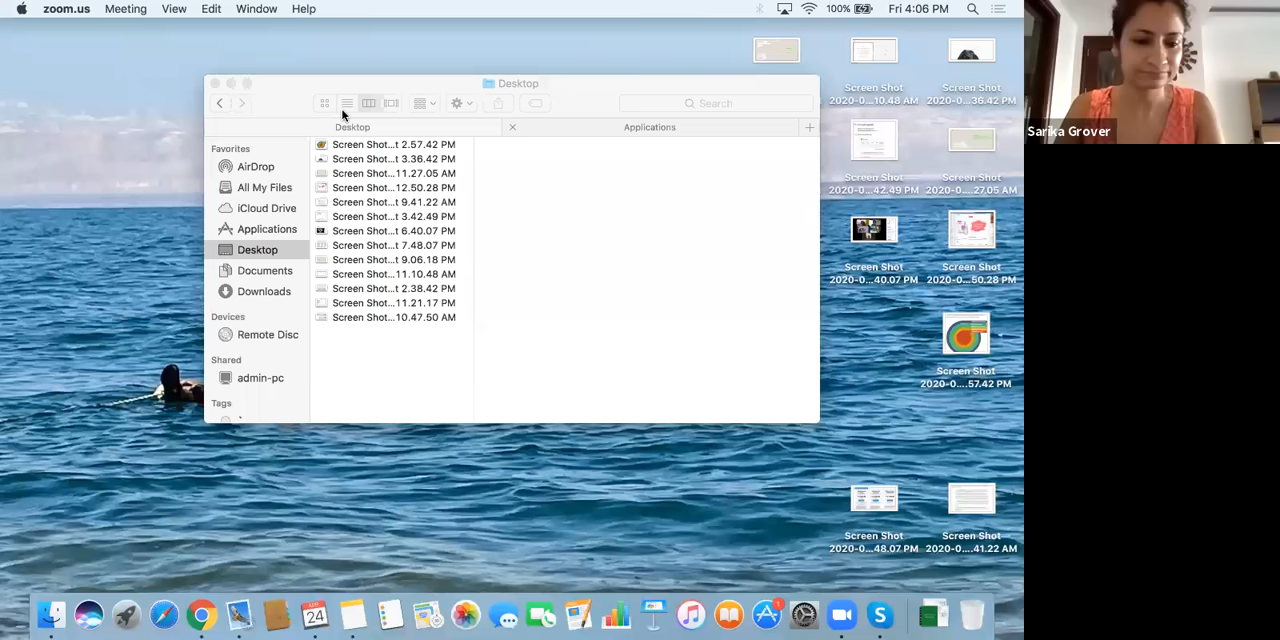 zoom.us Meeting View Edit Window Help 100% Fri 4:06 PM
Desktop
Search
Desktop Applications
Favorites
AirDrop
All My Files
iCloud Drive
Applications
Desktop
Documents
Downloads
Devices
Remote Disc
Shared
admin-pc
Tags
Screen Shot...t 2.57.42 PM
Screen Shot...t 3.36.42 PM
Screen Shot...11.27.05 AM
Screen Shot...12.50.28 PM
Screen Shot...t 9.41.22 AM
Screen Shot...t 3.42.49 PM
Screen Shot...t 6.40.07 PM
Screen Shot...t 7.48.07 PM
Screen Shot...t 9.06.18 PM
Screen Shot...11.10.48 AM
Screen Shot...t 2.38.42 PM
Screen Shot...11.21.17 PM
Screen Shot...10.47.50 AM
Screen Shot
2020-0...10.48 AM
Screen Shot
2020-0...36.42 PM
Screen Shot
2020-0...42.49 PM
Screen Shot
2020-0....27.05 AM
Screen Shot
2020-0...40.07 PM
Screen Shot
2020-0...50.28 PM
Screen Shot
2020-0....57.42 PM
Screen Shot
2020-0...48.07 PM
Screen Shot
2020-0....41.22 AM
Sarika Grover
24
1